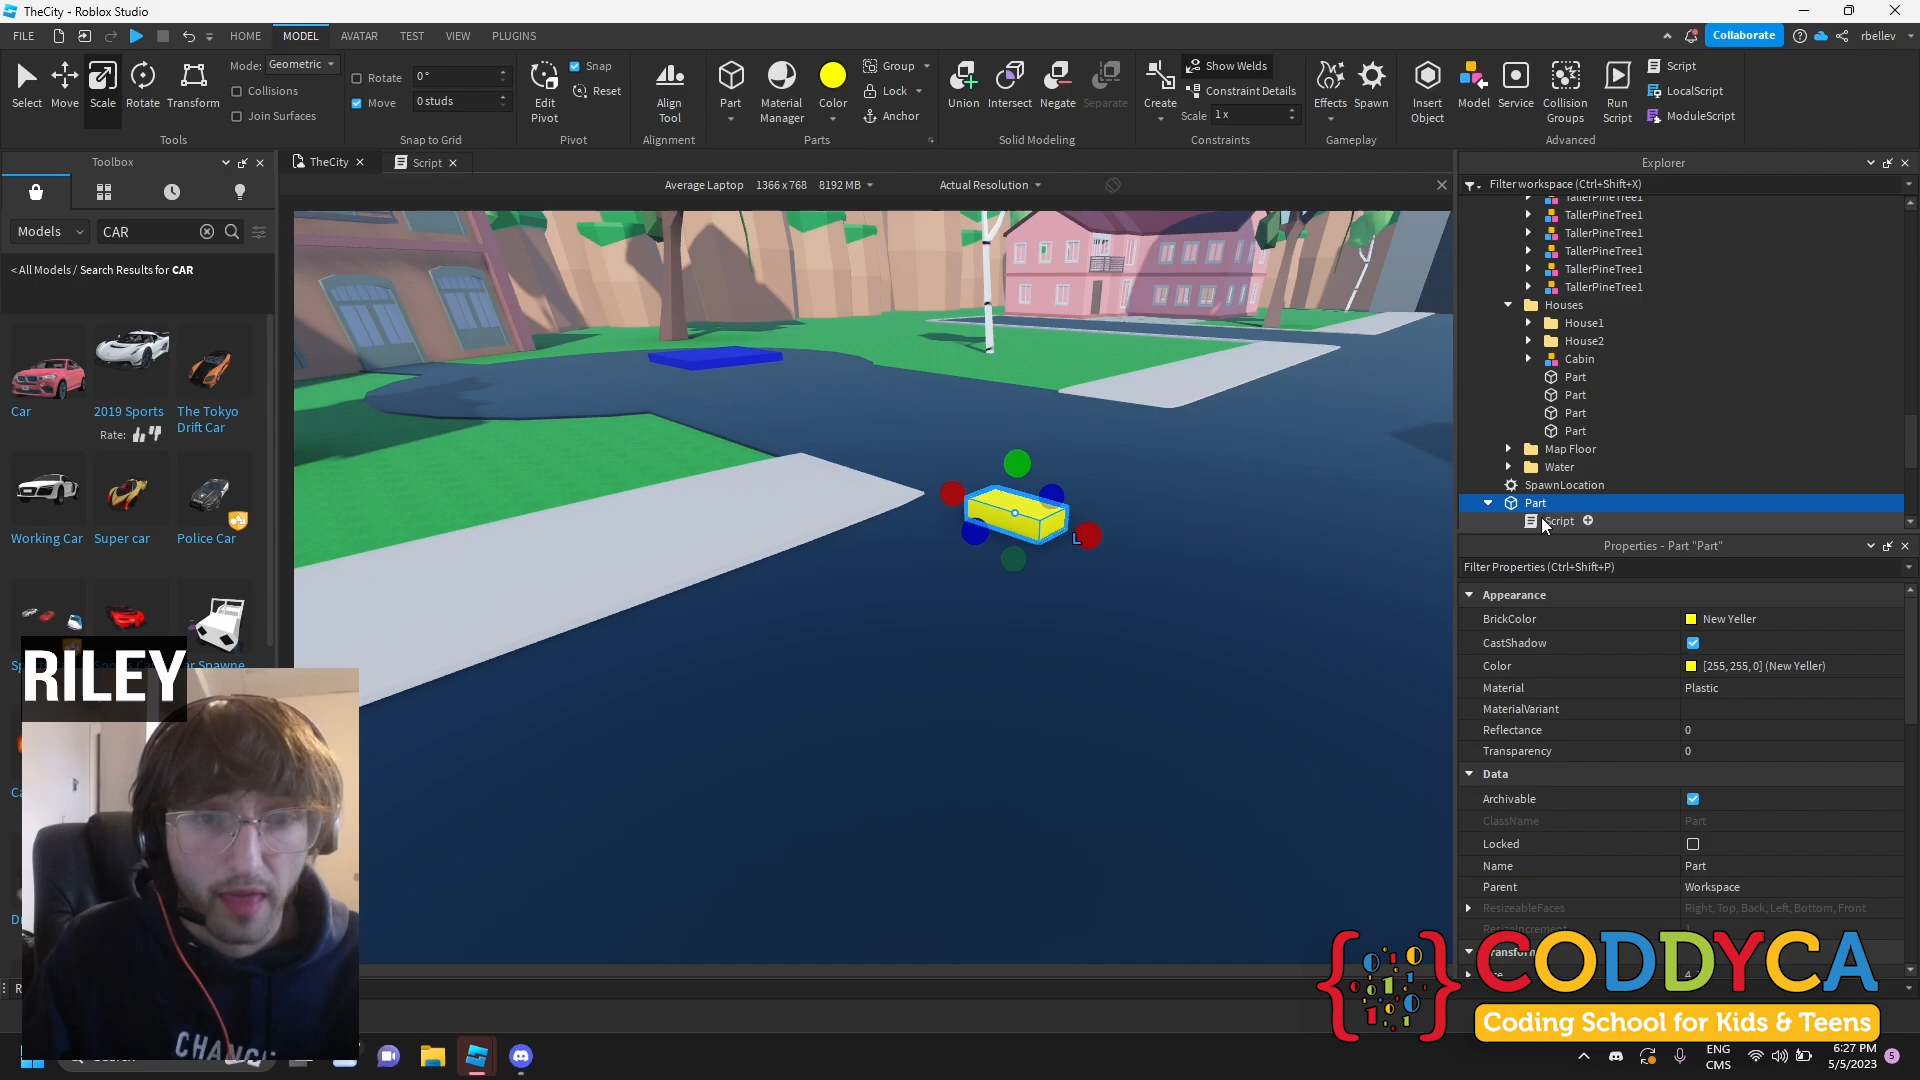 TheCity - Roblox Studio
FILE
HOME
MODEL
AVATAR
TEST
VIEW
PLUGINS
Collaborate
rbellev
Select
Move
Scale
Rotate
Transform
Mode: Geometric
Collisions
Join Surfaces
Tools
Rotate 0 °
Move 0 studs
Snap to Grid
Edit Pivot
Snap
Reset
Pivot
Align Tool
Alignment
Part
Material Manager
Color
Group
Lock
Anchor
Parts
Union
Intersect
Negate
Separate
Solid Modeling
Create
Show Welds
Constraint Details
Scale 1 x
Constraints
Effects
Spawn
Gameplay
Insert Object
Model
Service
Collision Groups
Run Script
Script
LocalScript
ModuleScript
Advanced
Toolbox
Models
CAR
< All Models / Search Results for CAR
Car
2019 Sports
Rate:
The Tokyo Drift Car
Working Car
Super car
Police Car
TheCity
Script
Average Laptop 1366 x 768 8192 MB
Actual Resolution
Explorer
Filter workspace (Ctrl+Shift+X)
TallerPineTree1
TallerPineTree1
TallerPineTree1
TallerPineTree1
TallerPineTree1
TallerPineTree1
Houses
House1
House2
Cabin
Part
Part
Part
Part
Map Floor
Water
SpawnLocation
Part
Script
Properties - Part "Part"
Filter Properties (Ctrl+Shift+P)
Appearance
BrickColor New Yeller
CastShadow
Color [255, 255, 0] (New Yeller)
Material Plastic
MaterialVariant
Reflectance 0
Transparency 0
Data
Archivable
ClassName Part
Locked
Name Part
Parent Workspace
ResizeableFaces Right, Top, Back, Left, Bottom, Front
ResizeIncrement
L
RILEY
CODDYCA
Coding School for Kids & Teens
ENG
CMS
6:27 PM
5/5/2023
5